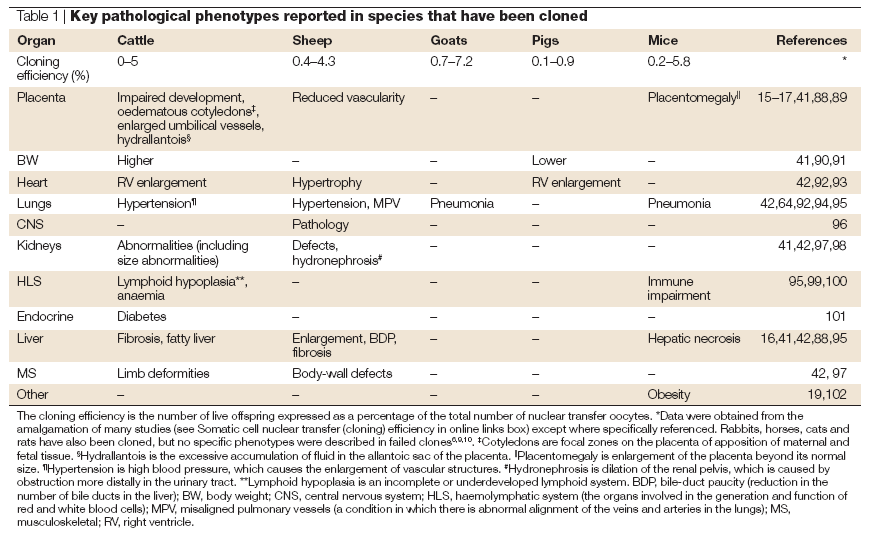 Table 1 | Key pathological phenotypes reported in species that have been cloned
Organ Cattle Sheep Goats Pigs Mice References
Cloning efficiency (%) 0–5 0.4–4.3 0.7–7.2 0.1–0.9 0.2–5.8 *
Placenta Impaired development, oedematous cotyledons‡, enlarged umbilical vessels, hydrallantois§ Reduced vascularity – – Placentomegaly|| 15–17,41,88,89
BW Higher – – Lower – 41,90,91
Heart RV enlargement Hypertrophy – RV enlargement – 42,92,93
Lungs Hypertension¶ Hypertension, MPV Pneumonia – Pneumonia 42,64,92,94,95
CNS – Pathology – – – 96
Kidneys Abnormalities (including size abnormalities) Defects, hydronephrosis# – – – 41,42,97,98
HLS Lymphoid hypoplasia**, anaemia – – – Immune impairment 95,99,100
Endocrine Diabetes – – – – 101
Liver Fibrosis, fatty liver Enlargement, BDP, fibrosis – – Hepatic necrosis 16,41,42,88,95
MS Limb deformities Body-wall defects – – – 42, 97
Other – – – – Obesity 19,102
The cloning efficiency is the number of live offspring expressed as a percentage of the total number of nuclear transfer oocytes. *Data were obtained from the
amalgamation of many studies (see Somatic cell nuclear transfer (cloning) efficiency in online links box) except where specifically referenced. Rabbits, horses, cats and
rats have also been cloned, but no specific phenotypes were described in failed clones6,9,10. ‡Cotyledons are focal zones on the placenta of apposition of maternal and
fetal tissue. §Hydrallantois is the excessive accumulation of fluid in the allantoic sac of the placenta. ||Placentomegaly is enlargement of the placenta beyond its normal
size. ¶Hypertension is high blood pressure, which causes the enlargement of vascular structures. #Hydronephrosis is dilation of the renal pelvis, which is caused by
obstruction more distally in the urinary tract. **Lymphoid hypoplasia is an incomplete or underdeveloped lymphoid system. BDP, bile-duct paucity (reduction in the
number of bile ducts in the liver); BW, body weight; CNS, central nervous system; HLS, haemolymphatic system (the organs involved in the generation and function of
red and white blood cells); MPV, misaligned pulmonary vessels (a condition in which there is abnormal alignment of the veins and arteries in the lungs); MS,
musculoskeletal; RV, right ventricle.